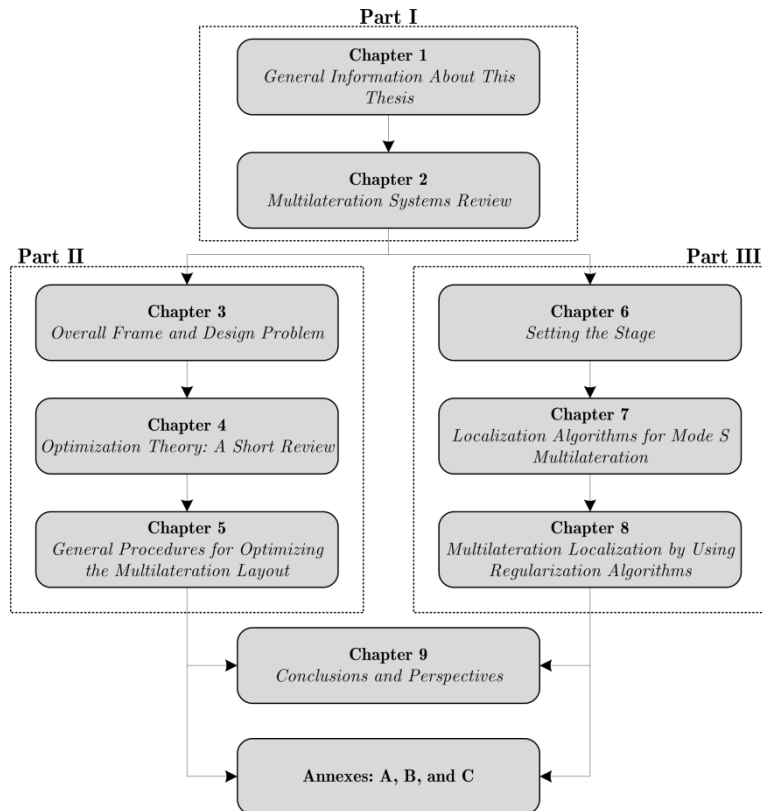 Part I
Chapter 1
General Information About This
Thesis
Chapter 2
Multilateration Systems Review
Part II
Chapter 3
Overall Frame and Design Problem
Chapter 4
Optimization Theory: A Short Review
Chapter 5
General Procedures for Optimizing
the Multilateration Layout
Part III
Chapter 6
Setting the Stage
Chapter 7
Localization Algorithms for Mode S
Multilateration
Chapter 8
Multilateration Localization by Using
Regularization Algorithms
Chapter 9
Conclusions and Perspectives
Annexes: A, B, and C